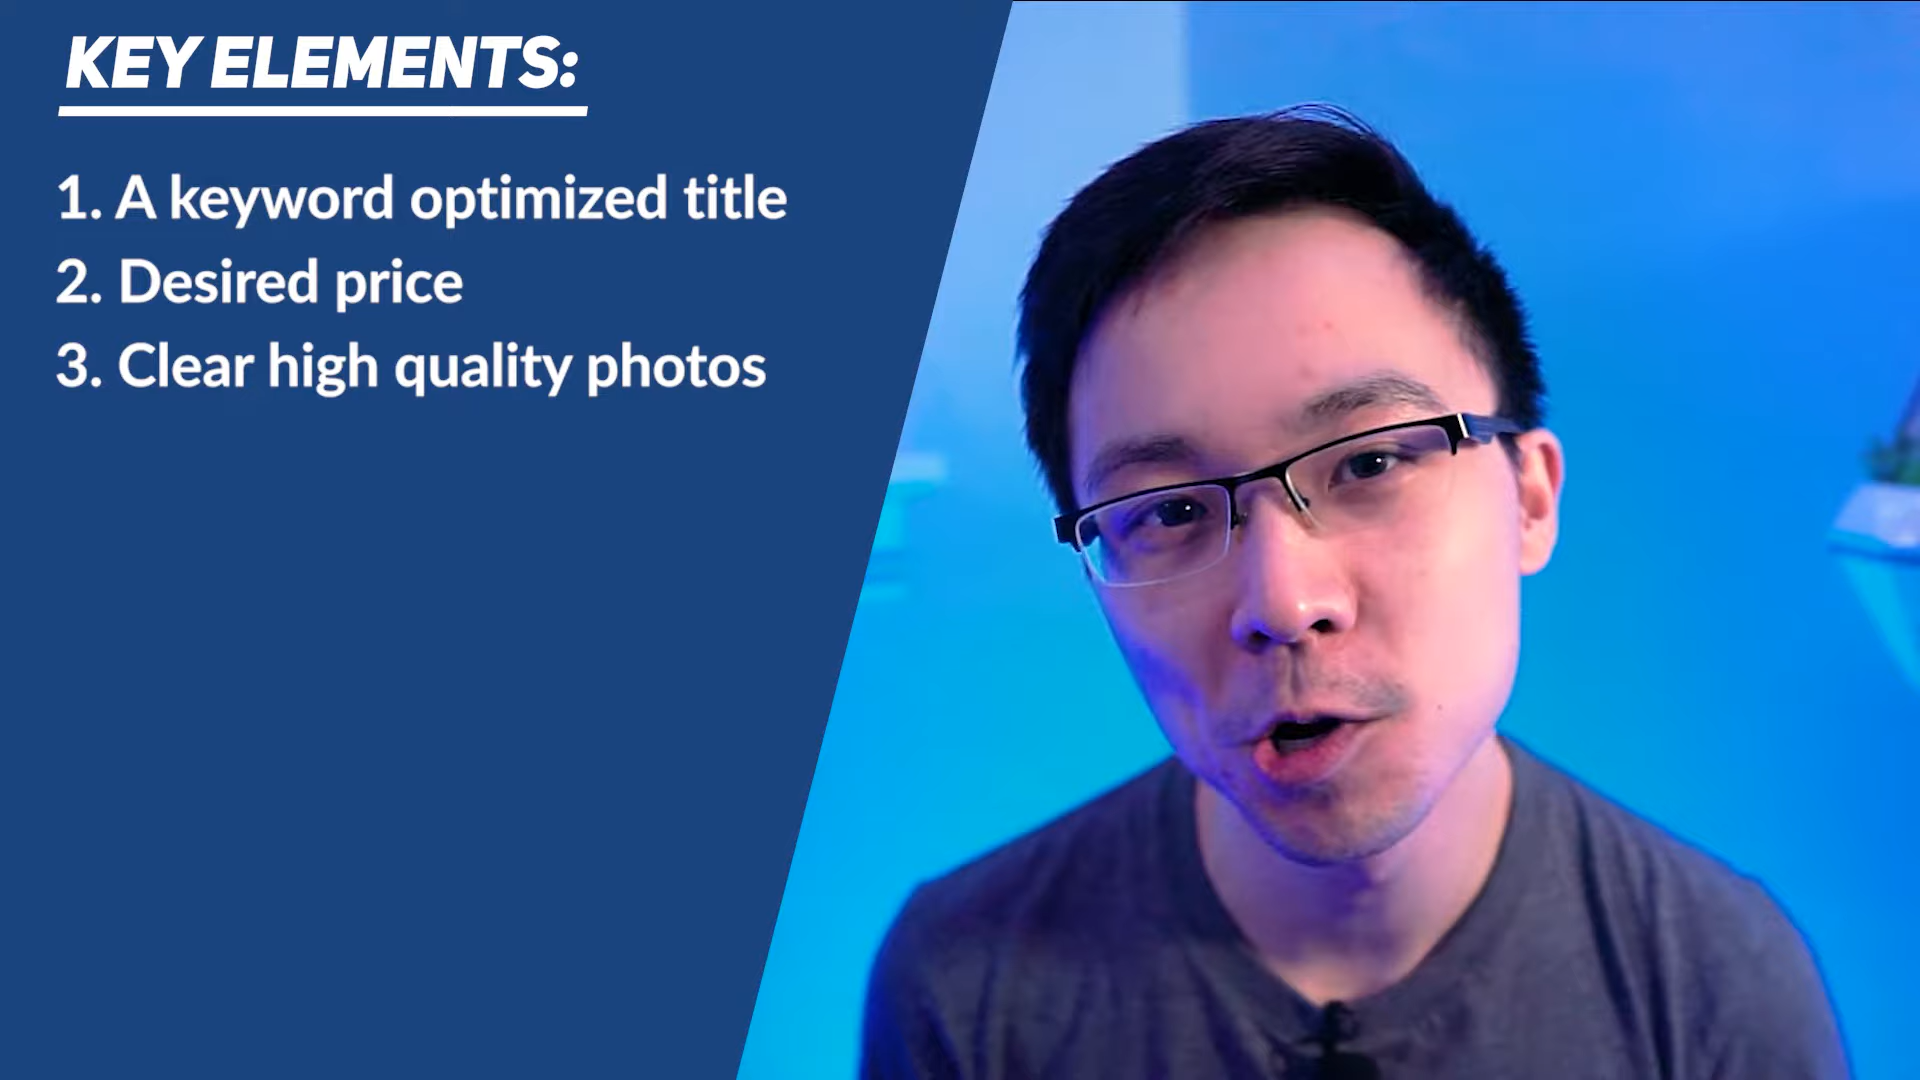 KEY ELEMENTS:
1. A keyword optimized title
2. Desired price
3. Clear high quality photos